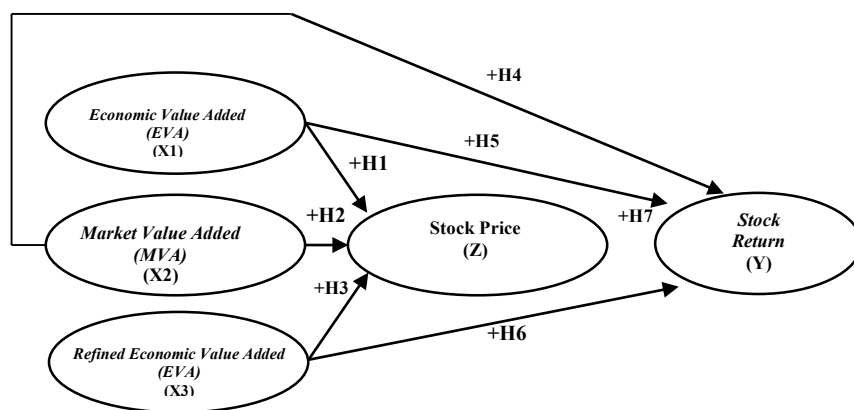 +H4
Economic Value Added
(EVA)
(X1)
+H5
+H1
Market Value Added
(MVA)
(X2)
+H2
Stock Price
(Z)
+H7
Stock
Return
(Y)
+H3
Refined Economic Value Added
(EVA)
(X3)
+H6